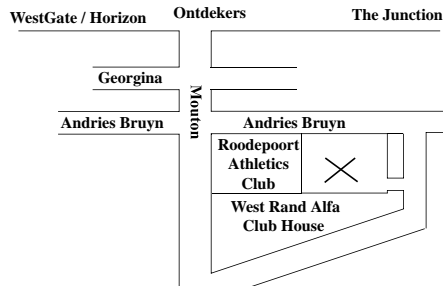 WestGate / Horizon
Ontdekers
The Junction
Georgina
Mouton
Andries Bruyn
Andries Bruyn
Roodepoort
Athletics
Club
West Rand Alfa
Club House